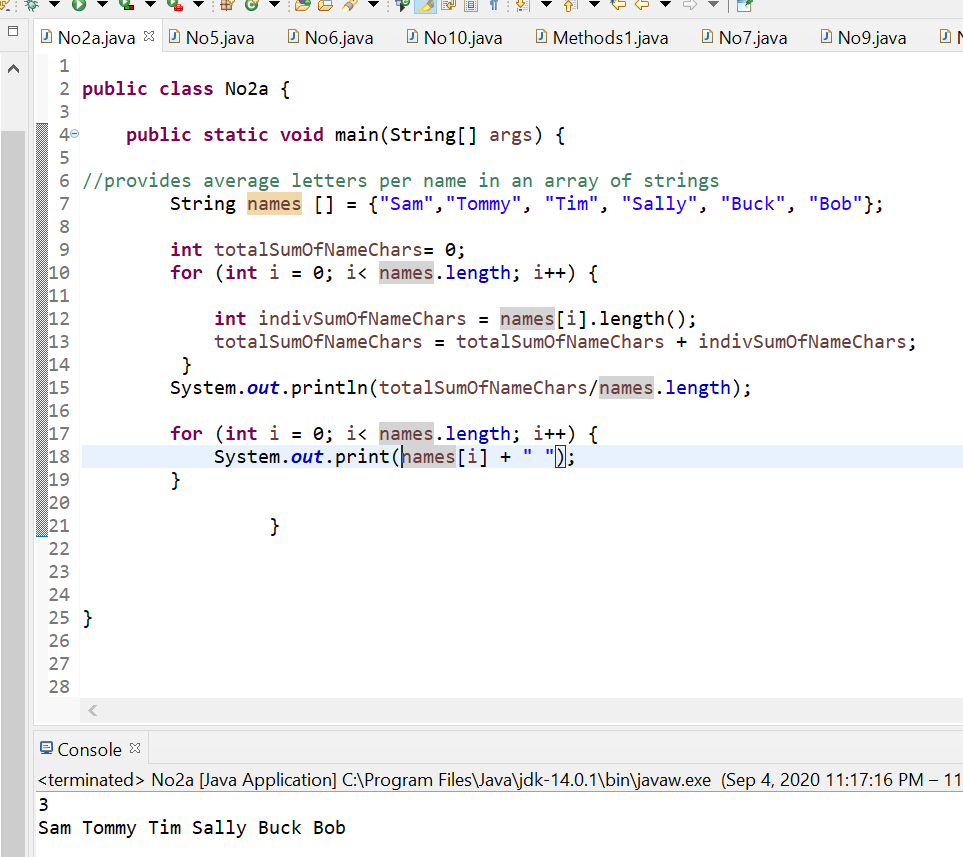 No2a.java No5.java No6.java No10.java Methods1.java No7.java No9.java
1
2 public class No2a {
3
4 public static void main(String[] args) {
5
6 //provides average letters per name in an array of strings
7 String names [] = {"Sam","Tommy", "Tim", "Sally", "Buck", "Bob"};
8
9 int totalSumOfNameChars= 0;
10 for (int i = 0; i< names.length; i++) {
11
12 int indivSumOfNameChars = names[i].length();
13 totalSumOfNameChars = totalSumOfNameChars + indivSumOfNameChars;
14 }
15 System.out.println(totalSumOfNameChars/names.length);
16
17 for (int i = 0; i< names.length; i++) {
18 System.out.print(names[i] + " ");
19 }
20
21 }
22
23
24
25 }
26
27
28
Console
<terminated> No2a [Java Application] C:\Program Files\Java\jdk-14.0.1\bin\javaw.exe (Sep 4, 2020 11:17:16 PM – 11
3
Sam Tommy Tim Sally Buck Bob